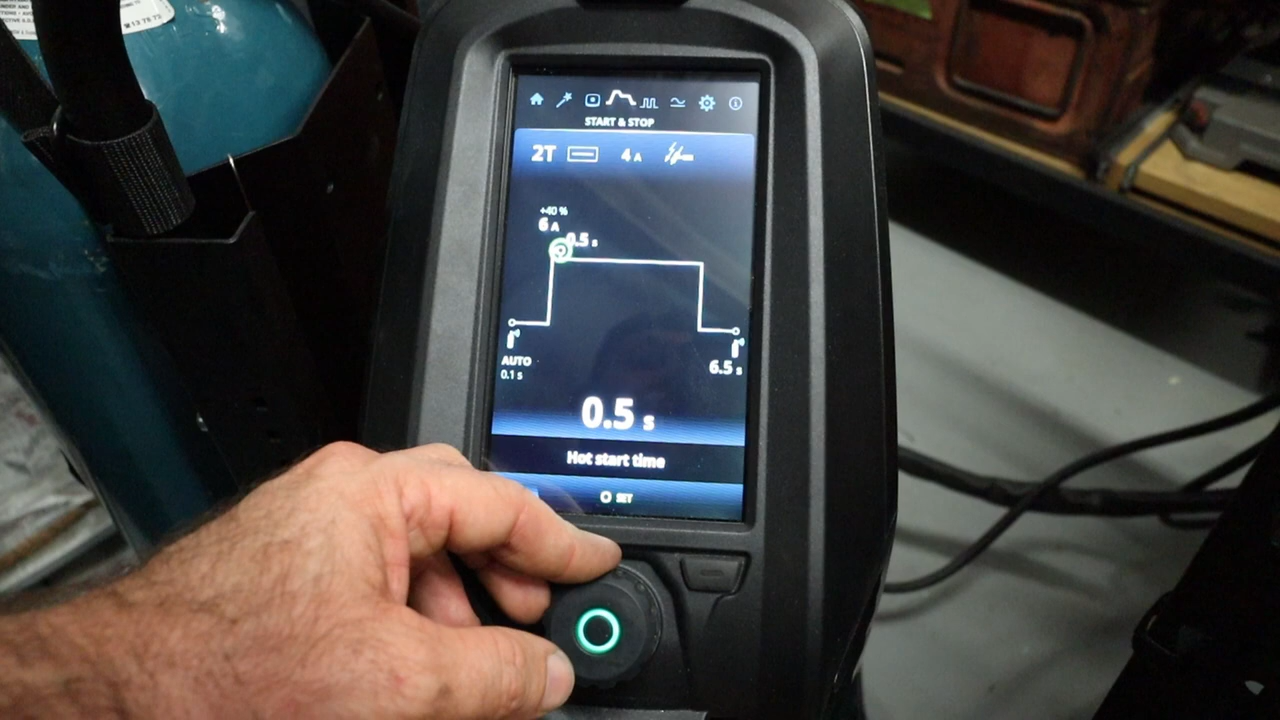 START & STOP
2T 4 A
+40 %
6 A
0.5 s
AUTO
0.1 s
6.5 s
0.5 s
Hot start time
SET